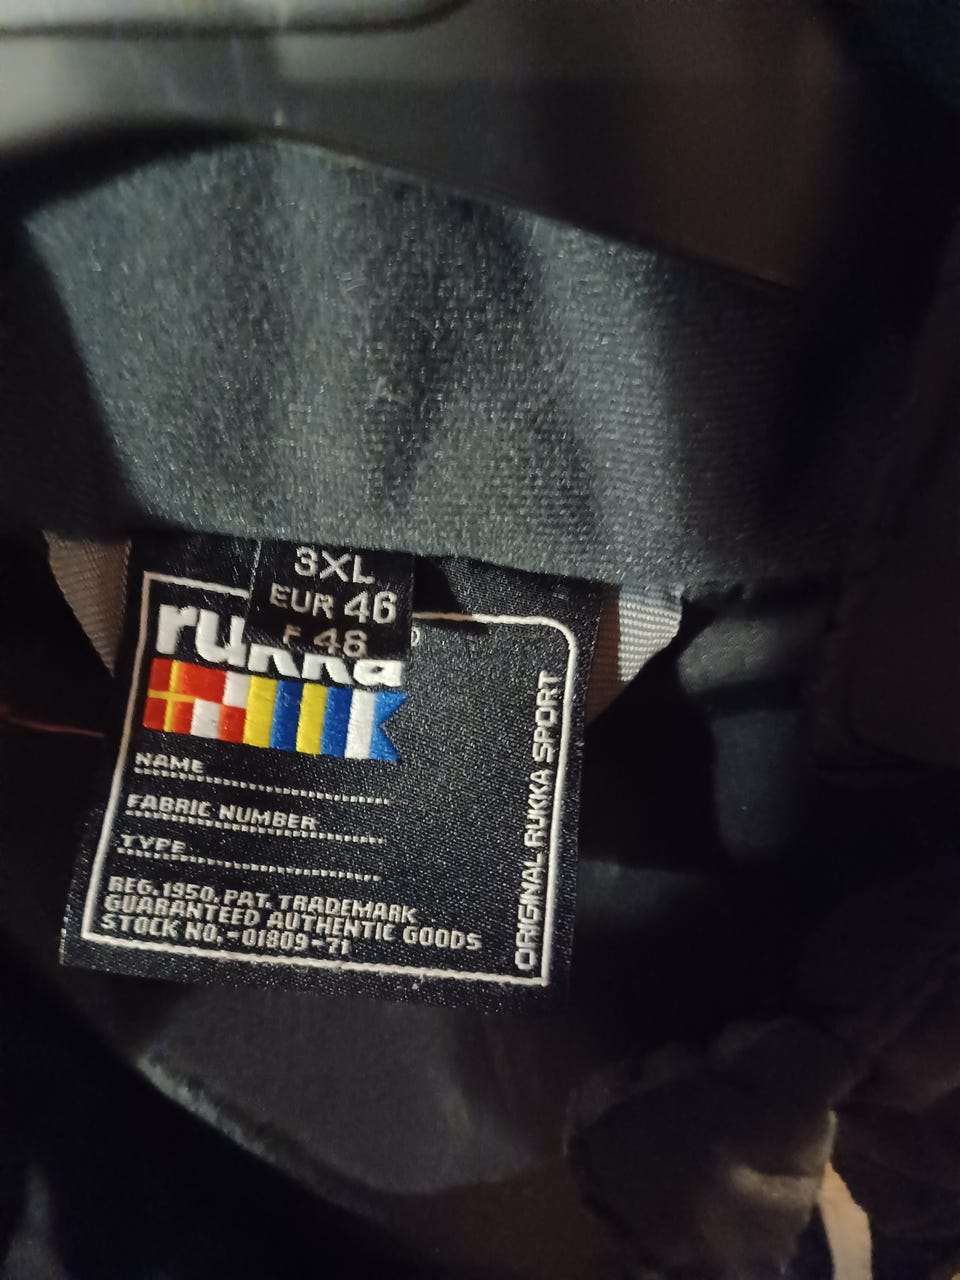 3XL
EUR 46
F 48
rukka
NAME
FABRIC NUMBER
TYPE
REG. 1950. PAT. TRADEMARK
GUARANTEED AUTHENTIC GOODS
STOCK NO.-01809-71
ORIGINAL RUKKA SPORT